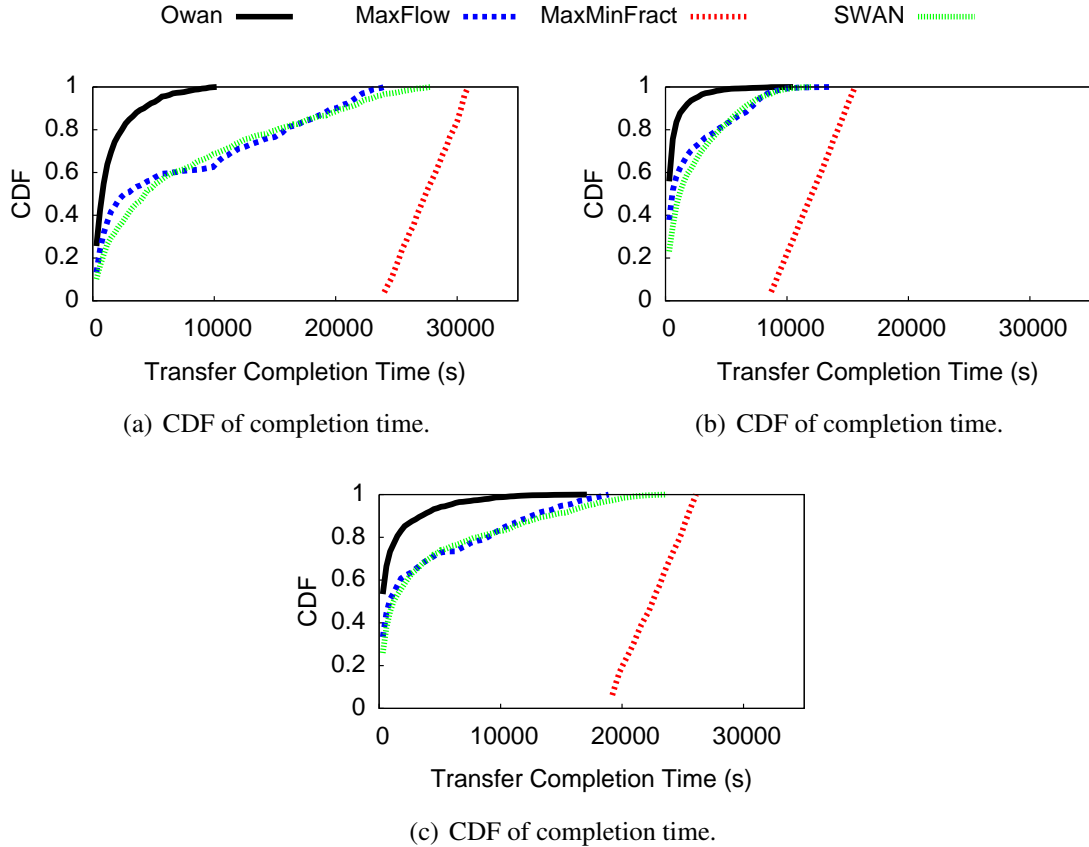 Owan MaxFlow MaxMinFract SWAN
1
0.8
0.6
0.4
0.2
0
CDF
0 10000 20000 30000
Transfer Completion Time (s)
(a) CDF of completion time.
1
0.8
0.6
0.4
0.2
0
CDF
0 10000 20000 30000
Transfer Completion Time (s)
(b) CDF of completion time.
1
0.8
0.6
0.4
0.2
0
CDF
0 10000 20000 30000
Transfer Completion Time (s)
(c) CDF of completion time.